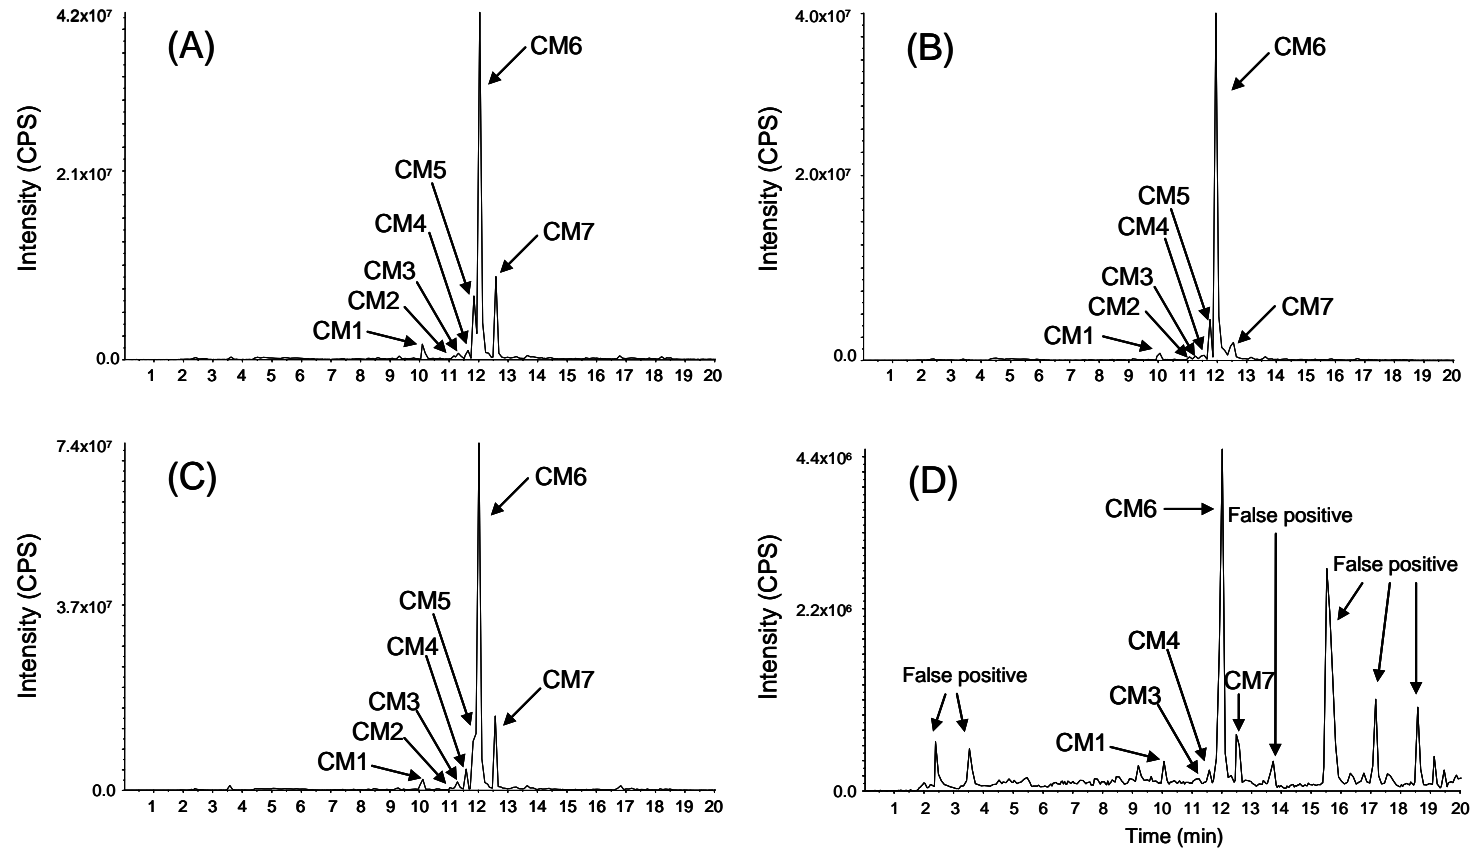 (A)
4.2x10⁷
2.1x10⁷
0.0
Intensity (CPS)
CM6
CM5
CM4
CM7
CM3
CM2
CM1
1 2 3 4 5 6 7 8 9 10 11 12 13 14 15 16 17 18 19 20
(B)
4.0x10⁷
2.0x10⁷
0.0
Intensity (CPS)
CM6
CM5
CM4
CM3
CM2
CM7
CM1
1 2 3 4 5 6 7 8 9 10 11 12 13 14 15 16 17 18 19 20
(C)
7.4x10⁷
3.7x10⁷
0.0
Intensity (CPS)
CM6
CM5
CM4
CM7
CM3
CM2
CM1
1 2 3 4 5 6 7 8 9 10 11 12 13 14 15 16 17 18 19 20
(D)
4.4x10⁶
2.2x10⁶
0.0
Intensity (CPS)
CM6
False positive
False positive
CM4
False positive
CM7
CM3
CM1
1 2 3 4 5 6 7 8 9 10 11 12 13 14 15 16 17 18 19 20
Time (min)